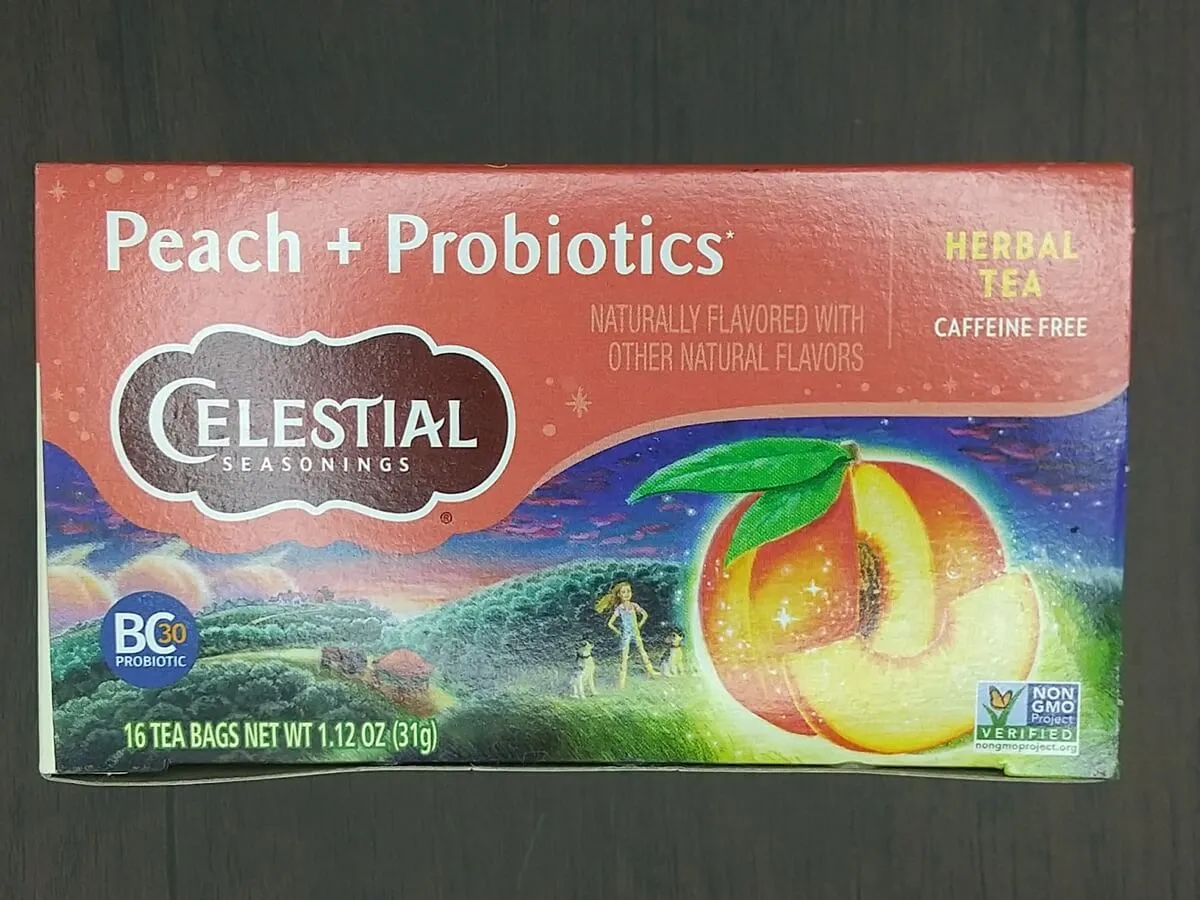 Peach + Probiotics*
HERBAL
TEA
CAFFEINE FREE
NATURALLY FLAVORED WITH
OTHER NATURAL FLAVORS
CELESTIAL
SEASONINGS
®
BC30
PROBIOTIC
16 TEA BAGS NET WT 1.12 OZ (31g)
NON
GMO
Project
VERIFIED
nongmoproject.org